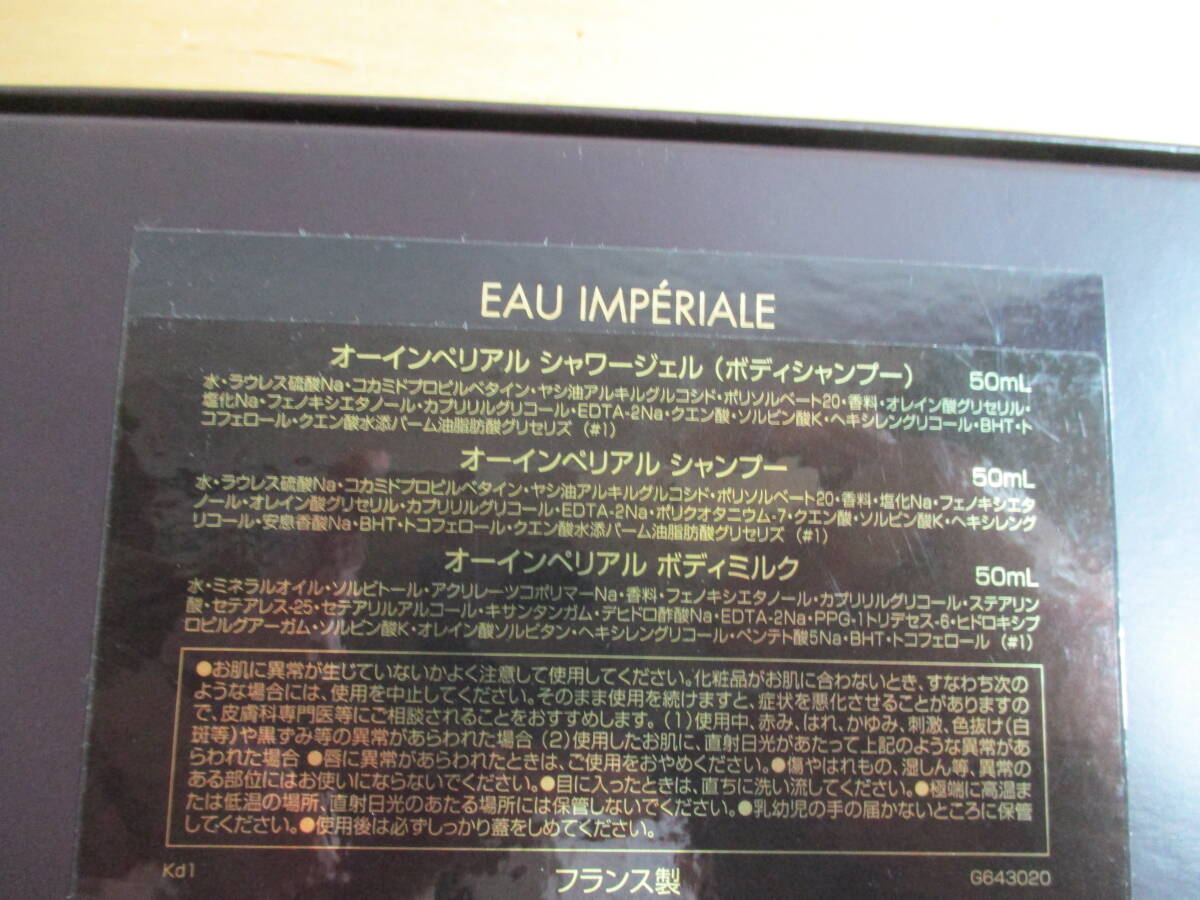 EAU IMPÉRIALE
オーインペリアル シャワージェル（ボディシャンプー） 50mL
水・ラウレス硫酸Na・コカミドプロピルベタイン・ヤシ油アルキルグルコシド・ポリソルベート20・香料・オレイン酸グリセリル・
塩化Na・フェノキシエタノール・カプリリルグリコール・EDTA-2Na・クエン酸・ソルビン酸K・ヘキシレングリコール・BHT・ト
コフェロール・クエン酸水添パーム油脂肪酸グリセリズ（#1）
オーインペリアル シャンプー 50mL
水・ラウレス硫酸Na・コカミドプロピルベタイン・ヤシ油アルキルグルコシド・ポリソルベート20・香料・塩化Na・フェノキシエタ
ノール・オレイン酸グリセリル・カプリリルグリコール・EDTA-2Na・ポリクオタニウム-7・クエン酸・ソルビン酸K・ヘキシレング
リコール・安息香酸Na・BHT・トコフェロール・クエン酸水添パーム油脂肪酸グリセリズ（#1）
オーインペリアル ボディミルク 50mL
水・ミネラルオイル・ソルビトール・アクリレーツコポリマーNa・香料・フェノキシエタノール・カプリリルグリコール・ステアリン
酸・セテアレス-25・セテアリルアルコール・キサンタンガム・デヒドロ酢酸Na・EDTA-2Na・PPG-1トリデセス-6・ヒドロキシプ
ロピルグアーガム・ソルビン酸K・オレイン酸ソルビタン・ヘキシレングリコール・ペンテト酸5Na・BHT・トコフェロール（#1）
●お肌に異常が生じていないかよく注意して使用してください。化粧品がお肌に合わないとき、すなわち次の
ような場合には、使用を中止してください。そのまま使用を続けますと、症状を悪化させることがありますの
で、皮膚科専門医等にご相談されることをおすすめします。（1）使用中、赤み、はれ、かゆみ、刺激、色抜け（白
斑等）や黒ずみ等の異常があらわれた場合（2）使用したお肌に、直射日光があたって上記のような異常があ
らわれた場合 ●唇に異常があらわれたときは、ご使用をおやめください。●傷やはれもの、湿しん等、異常の
ある部位にはお使いにならないでください。●目に入ったときは、直ちに洗い流してください。●極端に高温ま
たは低温の場所、直射日光のあたる場所には保管しないでください。●乳幼児の手の届かないところに保管
してください。●使用後は必ずしっかり蓋をしめてください。
Kd1 フランス製 G643020